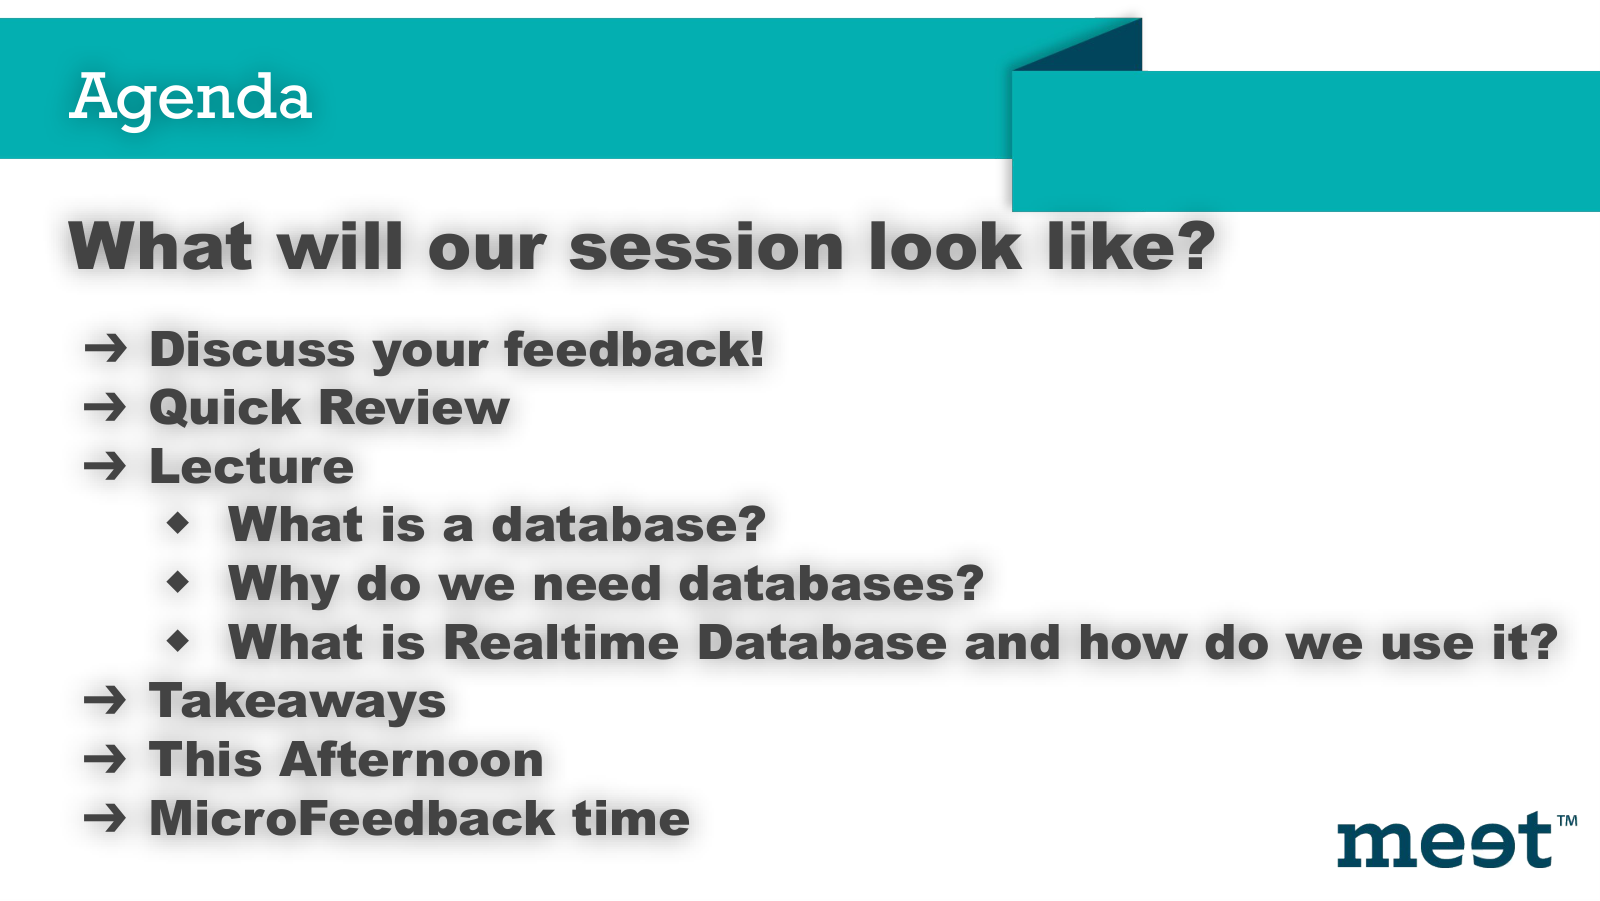 Agenda
What will our session look like?
➔ Discuss your feedback!
➔ Quick Review
➔ Lecture
◆ What is a database?
◆ Why do we need databases?
◆ What is Realtime Database and how do we use it?
➔ Takeaways
➔ This Afternoon
➔ MicroFeedback time
meet™